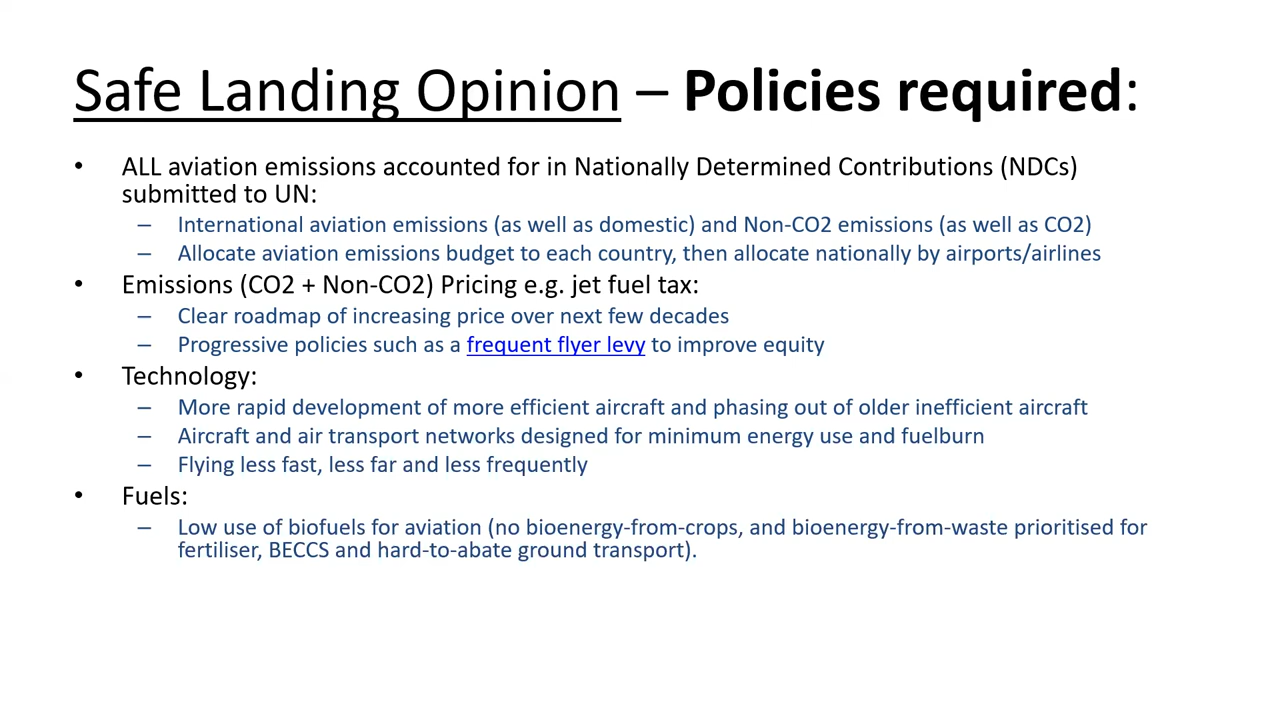 Safe Landing Opinion – Policies required:
• ALL aviation emissions accounted for in Nationally Determined Contributions (NDCs)
submitted to UN:
– International aviation emissions (as well as domestic) and Non-CO2 emissions (as well as CO2)
– Allocate aviation emissions budget to each country, then allocate nationally by airports/airlines
• Emissions (CO2 + Non-CO2) Pricing e.g. jet fuel tax:
– Clear roadmap of increasing price over next few decades
– Progressive policies such as a frequent flyer levy to improve equity
• Technology:
– More rapid development of more efficient aircraft and phasing out of older inefficient aircraft
– Aircraft and air transport networks designed for minimum energy use and fuelburn
– Flying less fast, less far and less frequently
• Fuels:
– Low use of biofuels for aviation (no bioenergy-from-crops, and bioenergy-from-waste prioritised for
fertiliser, BECCS and hard-to-abate ground transport).